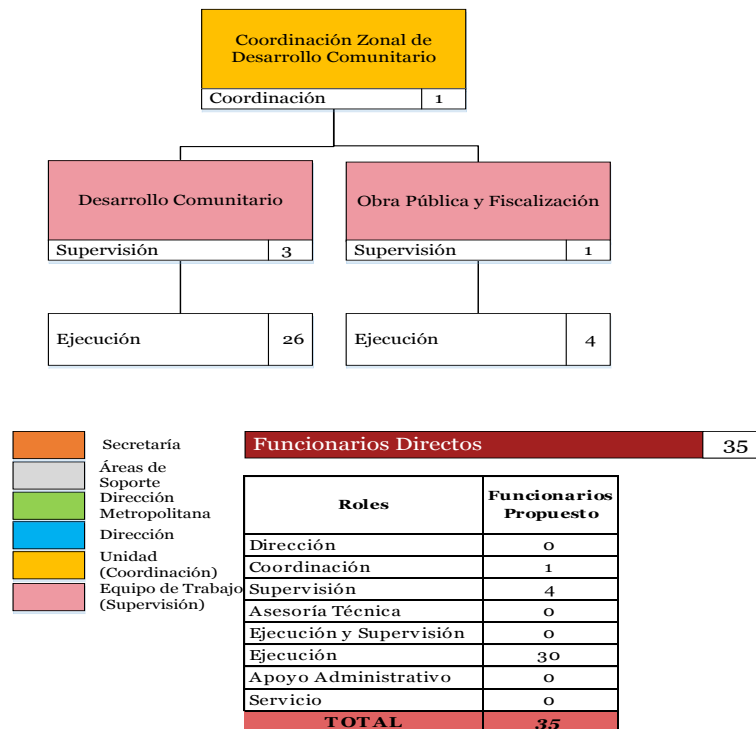 Coordinación Zonal de
Desarrollo Comunitario
Coordinación 1
Desarrollo Comunitario
Supervisión 3
Obra Pública y Fiscalización
Supervisión 1
Ejecución 26
Ejecución 4
Secretaría
Áreas de
Soporte
Dirección
Metropolitana
Dirección
Unidad
(Coordinación)
Equipo de Trabajo
(Supervisión)
Funcionarios Directos 35
Roles Funcionarios
Propuesto
Dirección 0
Coordinación 1
Supervisión 4
Asesoría Técnica 0
Ejecución y Supervisión 0
Ejecución 30
Apoyo Administrativo 0
Servicio 0
TOTAL 35